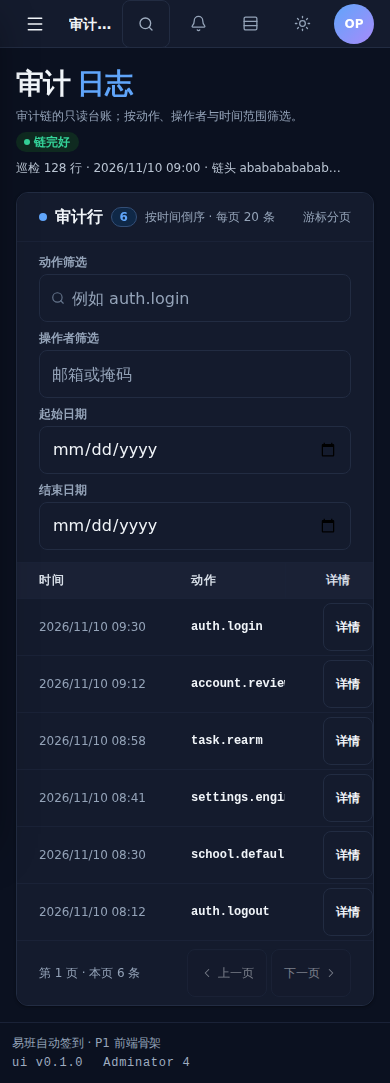 审计…
OP
审计 日志
审计链的只读台账；按动作、操作者与时间范围筛选。
链完好
巡检 128 行 · 2026/11/10 09:00 · 链头 abababababab…
审计行 6 按时间倒序 · 每页 20 条 游标分页
动作筛选
例如 auth.login
操作者筛选
邮箱或掩码
起始日期
mm/dd/yyyy
结束日期
mm/dd/yyyy
时间 动作 详情
2026/11/10 09:30 auth.login 详情
2026/11/10 09:12 account.review 详情
2026/11/10 08:58 task.rearm 详情
2026/11/10 08:41 settings.engi 详情
2026/11/10 08:30 school.defaul 详情
2026/11/10 08:12 auth.logout 详情
第 1 页 · 本页 6 条 上一页 下一页
易班自动签到 · P1 前端骨架
ui v0.1.0 Adminator 4